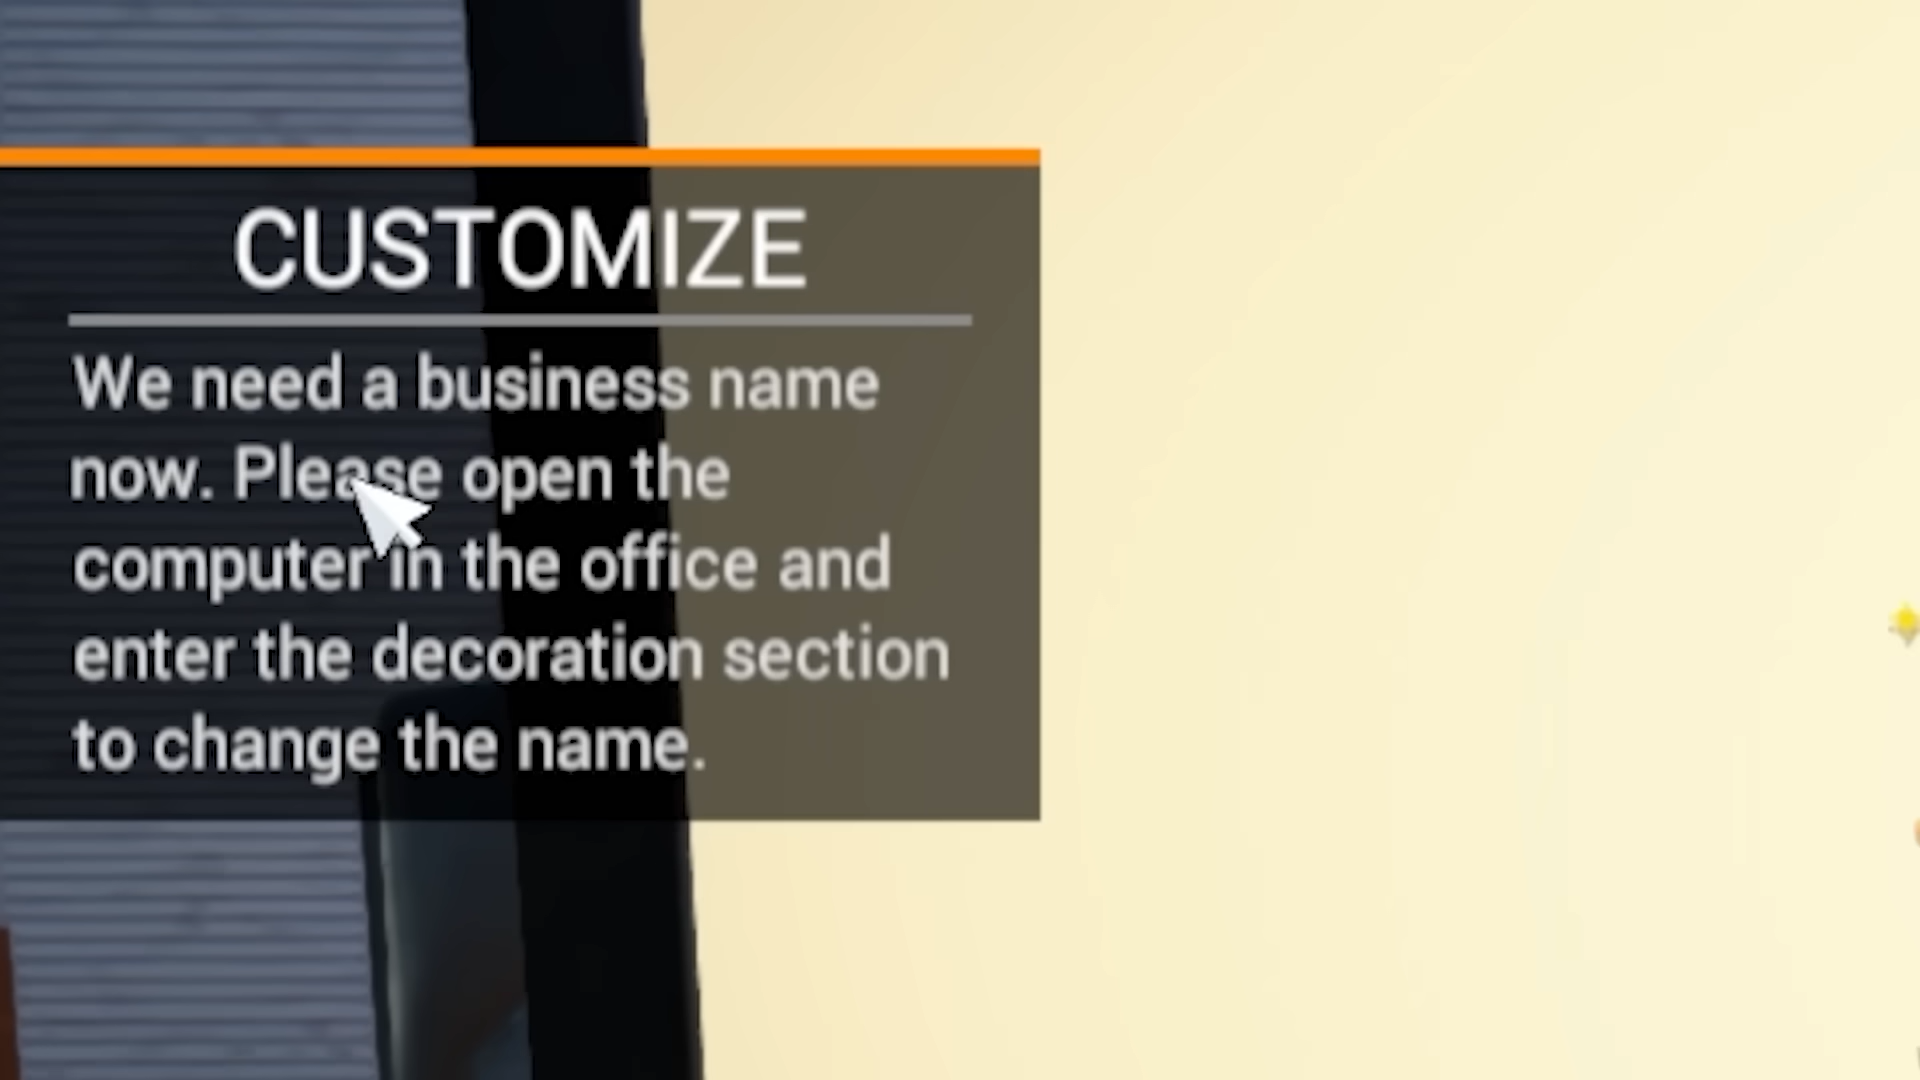 CUSTOMIZE
We need a business name
now. Please open the
computer in the office and
enter the decoration section
to change the name.